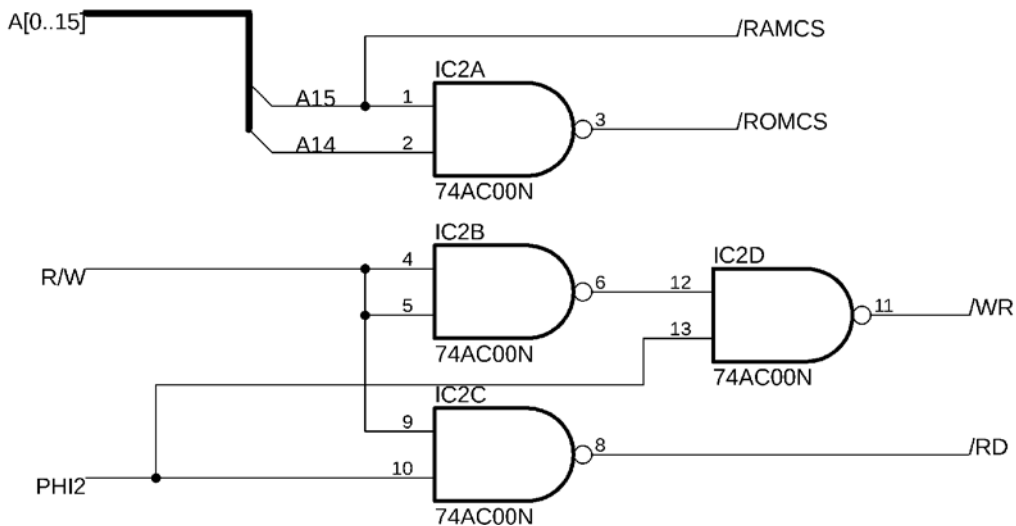 A[0..15]
/RAMCS
IC2A
A15
1
3
/ROMCS
A14
2
74AC00N
IC2B
R/W
4
IC2D
6
12
5
11
/WR
13
74AC00N
74AC00N
IC2C
9
8
/RD
PHI2
10
74AC00N